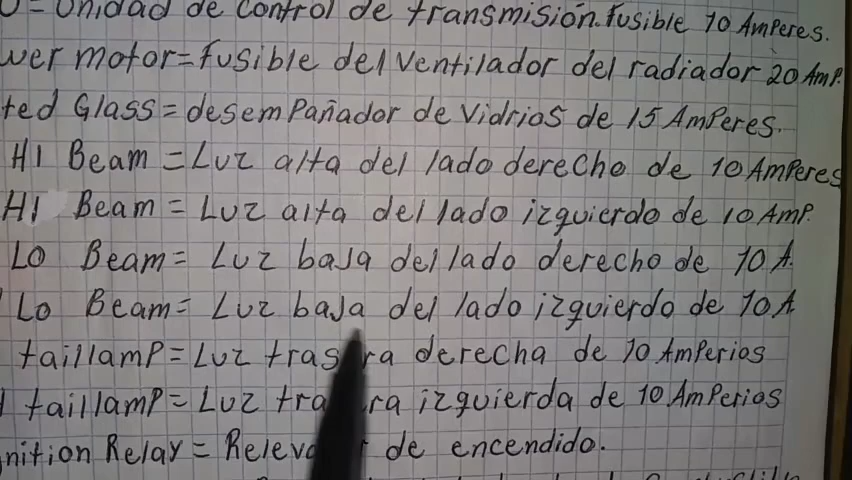 Unidad de control de transmisión. fusible 10 Amperes.
wer motor = fusible del ventilador del radiador 20 Amp.
ted Glass = desempañador de Vidrios de 15 Amperes.
HI Beam = Luz alta del lado derecho de 10 Amperes
HI Beam = Luz alta del lado izquierdo de 10 Amp.
LO Beam = Luz baja del lado derecho de 10 A.
LO Beam = Luz baja del lado izquierdo de 10 A
taillamp = Luz tras ra derecha de 10 Amperios
taillamp = Luz tra ra izquierda de 10 Amperios
nition Relay = Relev de encendido.